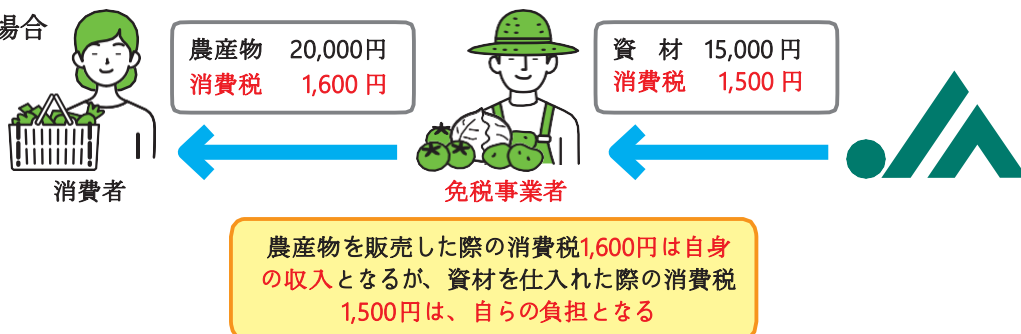 場合
農産物 20,000円
消費税 1,600円
資 材 15,000円
消費税 1,500円
消費者
免税事業者
農産物を販売した際の消費税1,600円は自身
の収入となるが、資材を仕入れた際の消費税
1,500円は、自らの負担となる